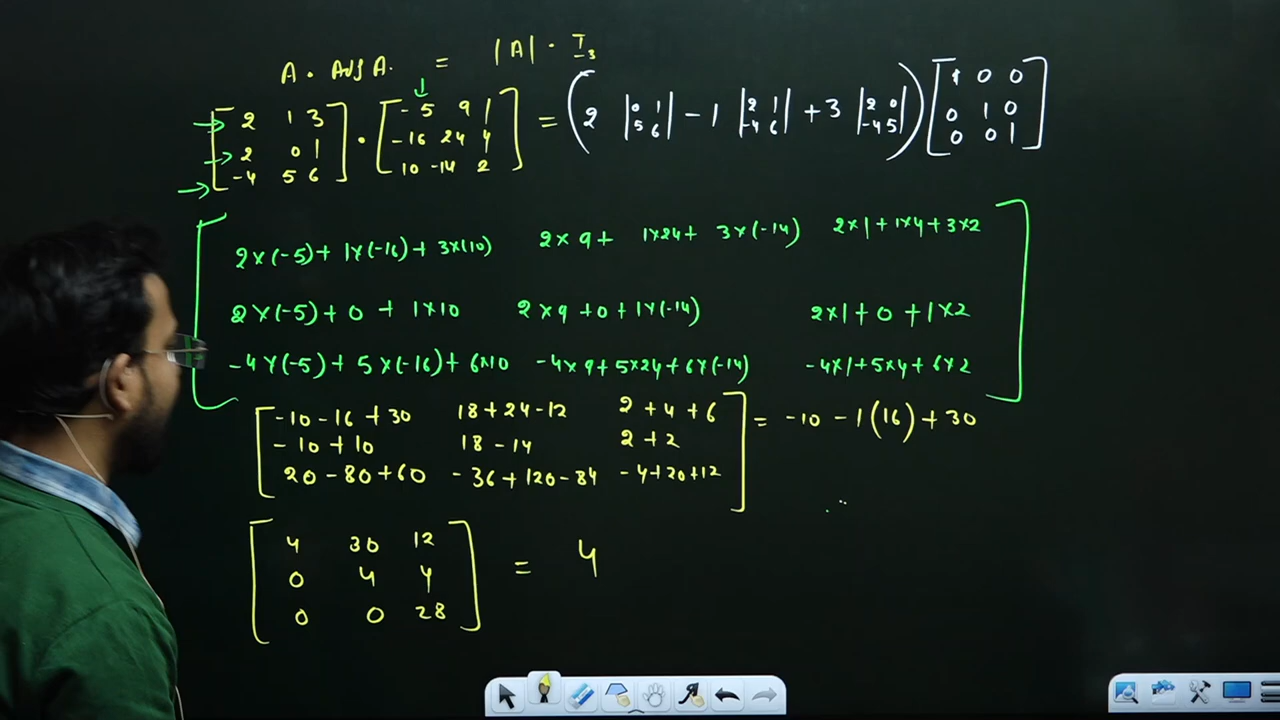 A · Adj A. = |A| · I₃
[2 1 3; 2 0 1; -4 5 6] · [-5 9 1; -16 24 4; 10 -14 2] = (2 |0 1; 5 6| - 1 |2 1; -4 6| + 3 |2 0; -4 5|) [1 0 0; 0 1 0; 0 0 1]
2×(-5)+ 1×(-16)+ 3×(10) 2×9+ 1×24+ 3×(-14) 2×1+1×4+3×2
2×(-5)+ 0 + 1×10 2×9+0+1×(-14) 2×1+0+1×2
-4×(-5)+ 5×(-16)+ 6×10 -4×9+5×24+6×(-14) -4×1+5×4+6×2
-10-16+30 18+24-12 2+4+6 = -10 -1(16)+30
-10+10 18-14 2+2
20-80+60 -36+120-84 -4+20+12
4 30 12
0 4 4 = 4
0 0 28